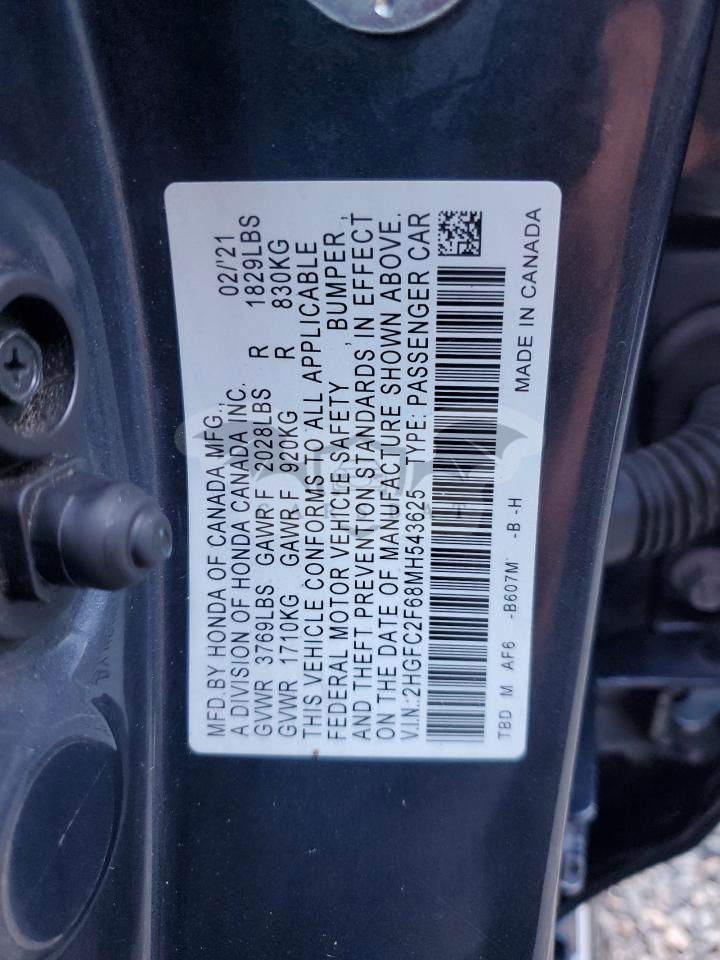 MFD.BY HONDA OF CANADA MFG., 02/'21
A DIVISION OF HONDA CANADA INC.
GVWR 3769LBS GAWR F 2028LBS R 1829LBS
GVWR 1710KG GAWR F 920KG R 830KG
THIS VEHICLE CONFORMS TO ALL APPLICABLE
FEDERAL MOTOR VEHICLE SAFETY , BUMPER ,
AND THEFT PREVENTION STANDARDS IN EFFECT
ON THE DATE OF MANUFACTURE SHOWN ABOVE.
V.I.N.:2HGFC2F68MH543625 TYPE: PASSENGER CAR
TBD M AF6 -B607M -B -H MADE IN CANADA